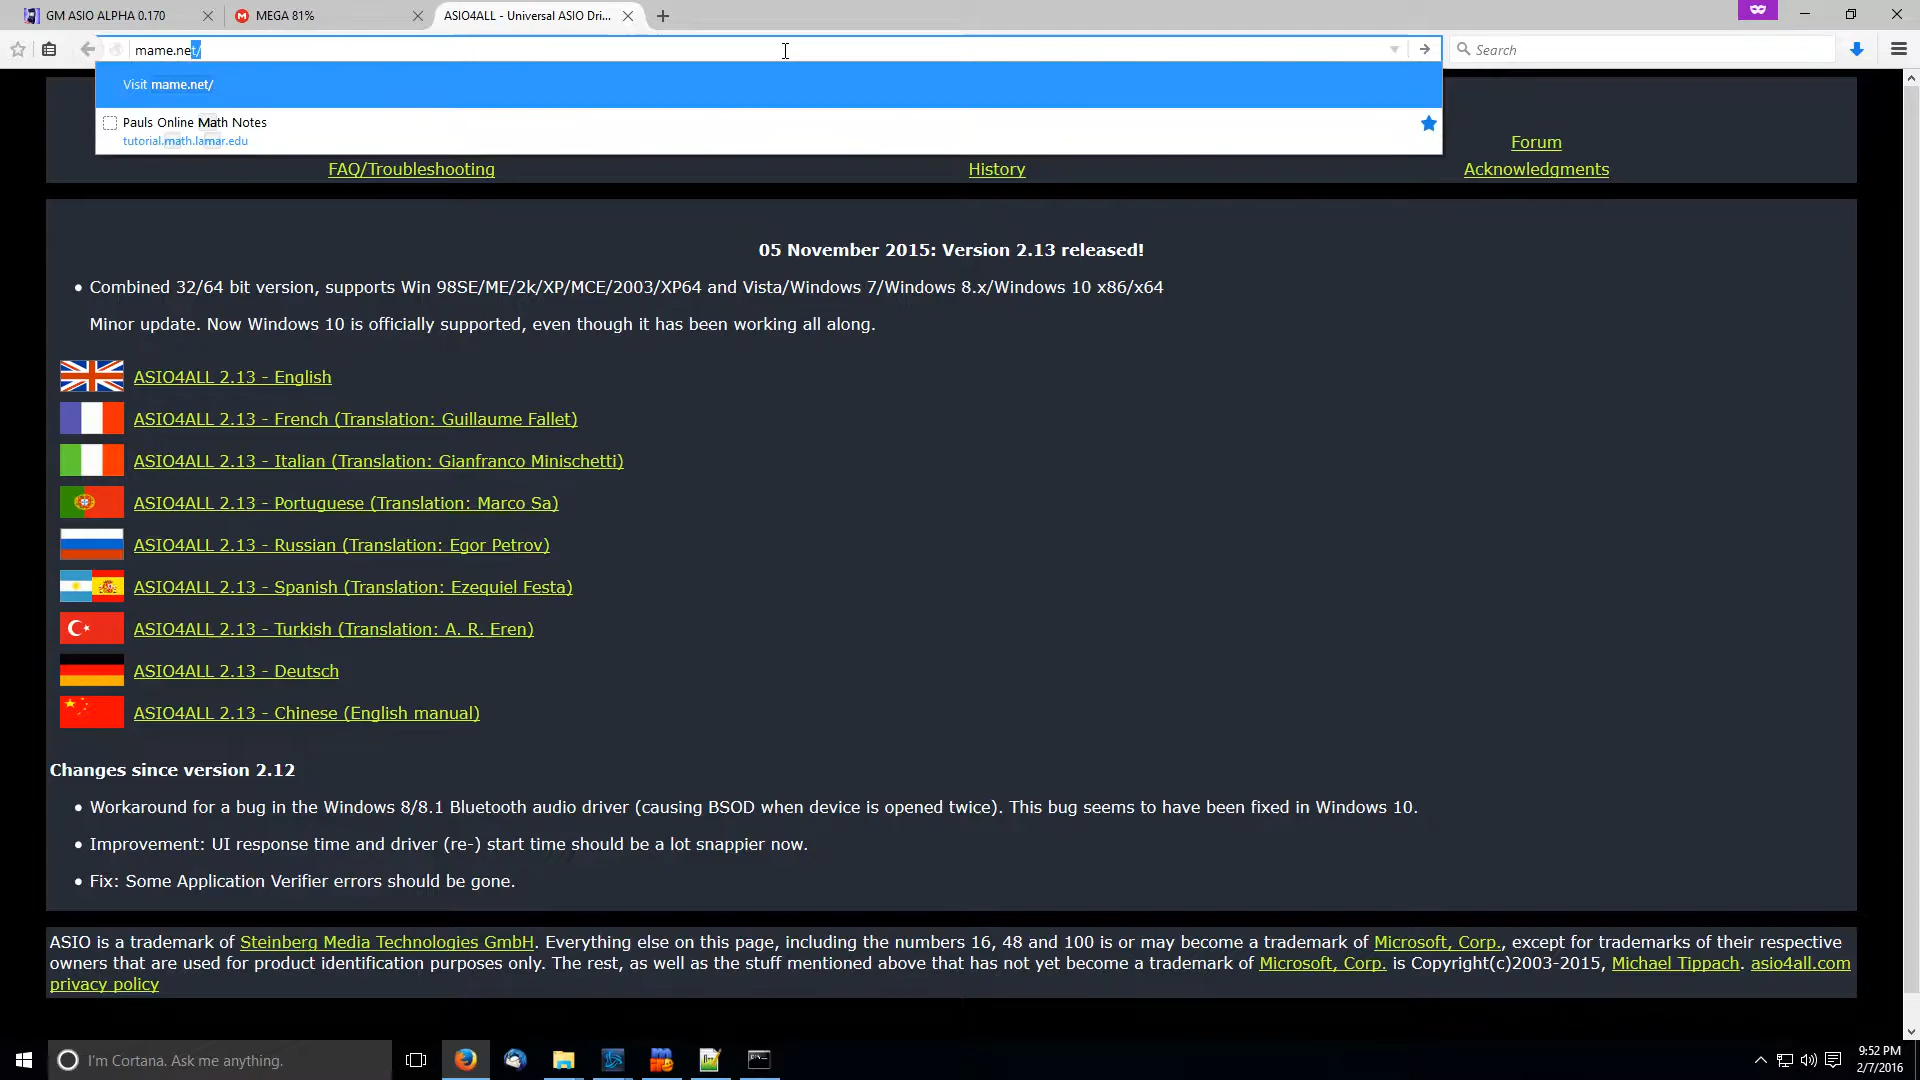 GM ASIO ALPHA 0.170
MEGA 81%
ASIO4ALL - Universal ASIO Dri...
mame.net/
Search
Visit mame.net/
Pauls Online Math Notes
tutorial.math.lamar.edu
Forum
FAQ/Troubleshooting
History
Acknowledgments
05 November 2015: Version 2.13 released!
• Combined 32/64 bit version, supports Win 98SE/ME/2k/XP/MCE/2003/XP64 and Vista/Windows 7/Windows 8.x/Windows 10 x86/x64
Minor update. Now Windows 10 is officially supported, even though it has been working all along.
ASIO4ALL 2.13 - English
ASIO4ALL 2.13 - French (Translation: Guillaume Fallet)
ASIO4ALL 2.13 - Italian (Translation: Gianfranco Minischetti)
ASIO4ALL 2.13 - Portuguese (Translation: Marco Sa)
ASIO4ALL 2.13 - Russian (Translation: Egor Petrov)
ASIO4ALL 2.13 - Spanish (Translation: Ezequiel Festa)
ASIO4ALL 2.13 - Turkish (Translation: A. R. Eren)
ASIO4ALL 2.13 - Deutsch
ASIO4ALL 2.13 - Chinese (English manual)
Changes since version 2.12
• Workaround for a bug in the Windows 8/8.1 Bluetooth audio driver (causing BSOD when device is opened twice). This bug seems to have been fixed in Windows 10.
• Improvement: UI response time and driver (re-) start time should be a lot snappier now.
• Fix: Some Application Verifier errors should be gone.
ASIO is a trademark of Steinberg Media Technologies GmbH. Everything else on this page, including the numbers 16, 48 and 100 is or may become a trademark of Microsoft, Corp., except for trademarks of their respective
owners that are used for product identification purposes only. The rest, as well as the stuff mentioned above that has not yet become a trademark of Microsoft, Corp. is Copyright(c)2003-2015, Michael Tippach. asio4all.com
privacy policy
I'm Cortana. Ask me anything.
9:52 PM
2/7/2016